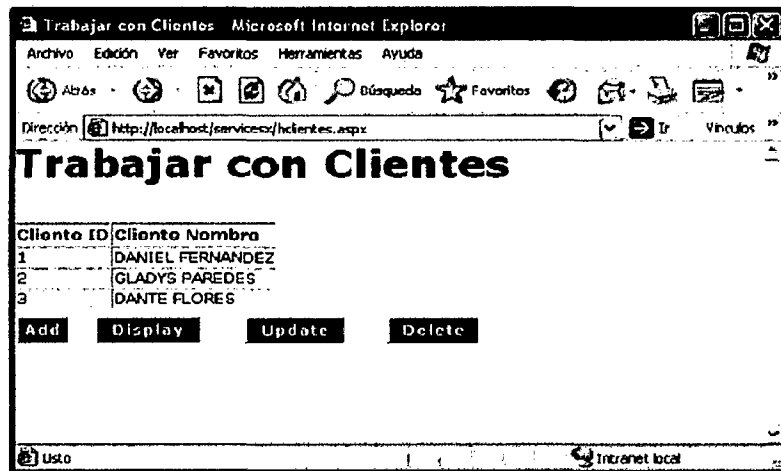 Trabajar con Clientes - Microsoft Internet Explorer
Archivo Edición Ver Favoritos Herramientas Ayuda
Atrás Búsqueda Favoritos
Dirección http://localhost/servicesx/hclientes.aspx Ir Vínculos »
Trabajar con Clientes
Cliente ID Cliente Nombre
1 DANIEL FERNANDEZ
2 GLADYS PAREDES
3 DANTE FLORES
Add Display Update Delete
Listo Intranet local